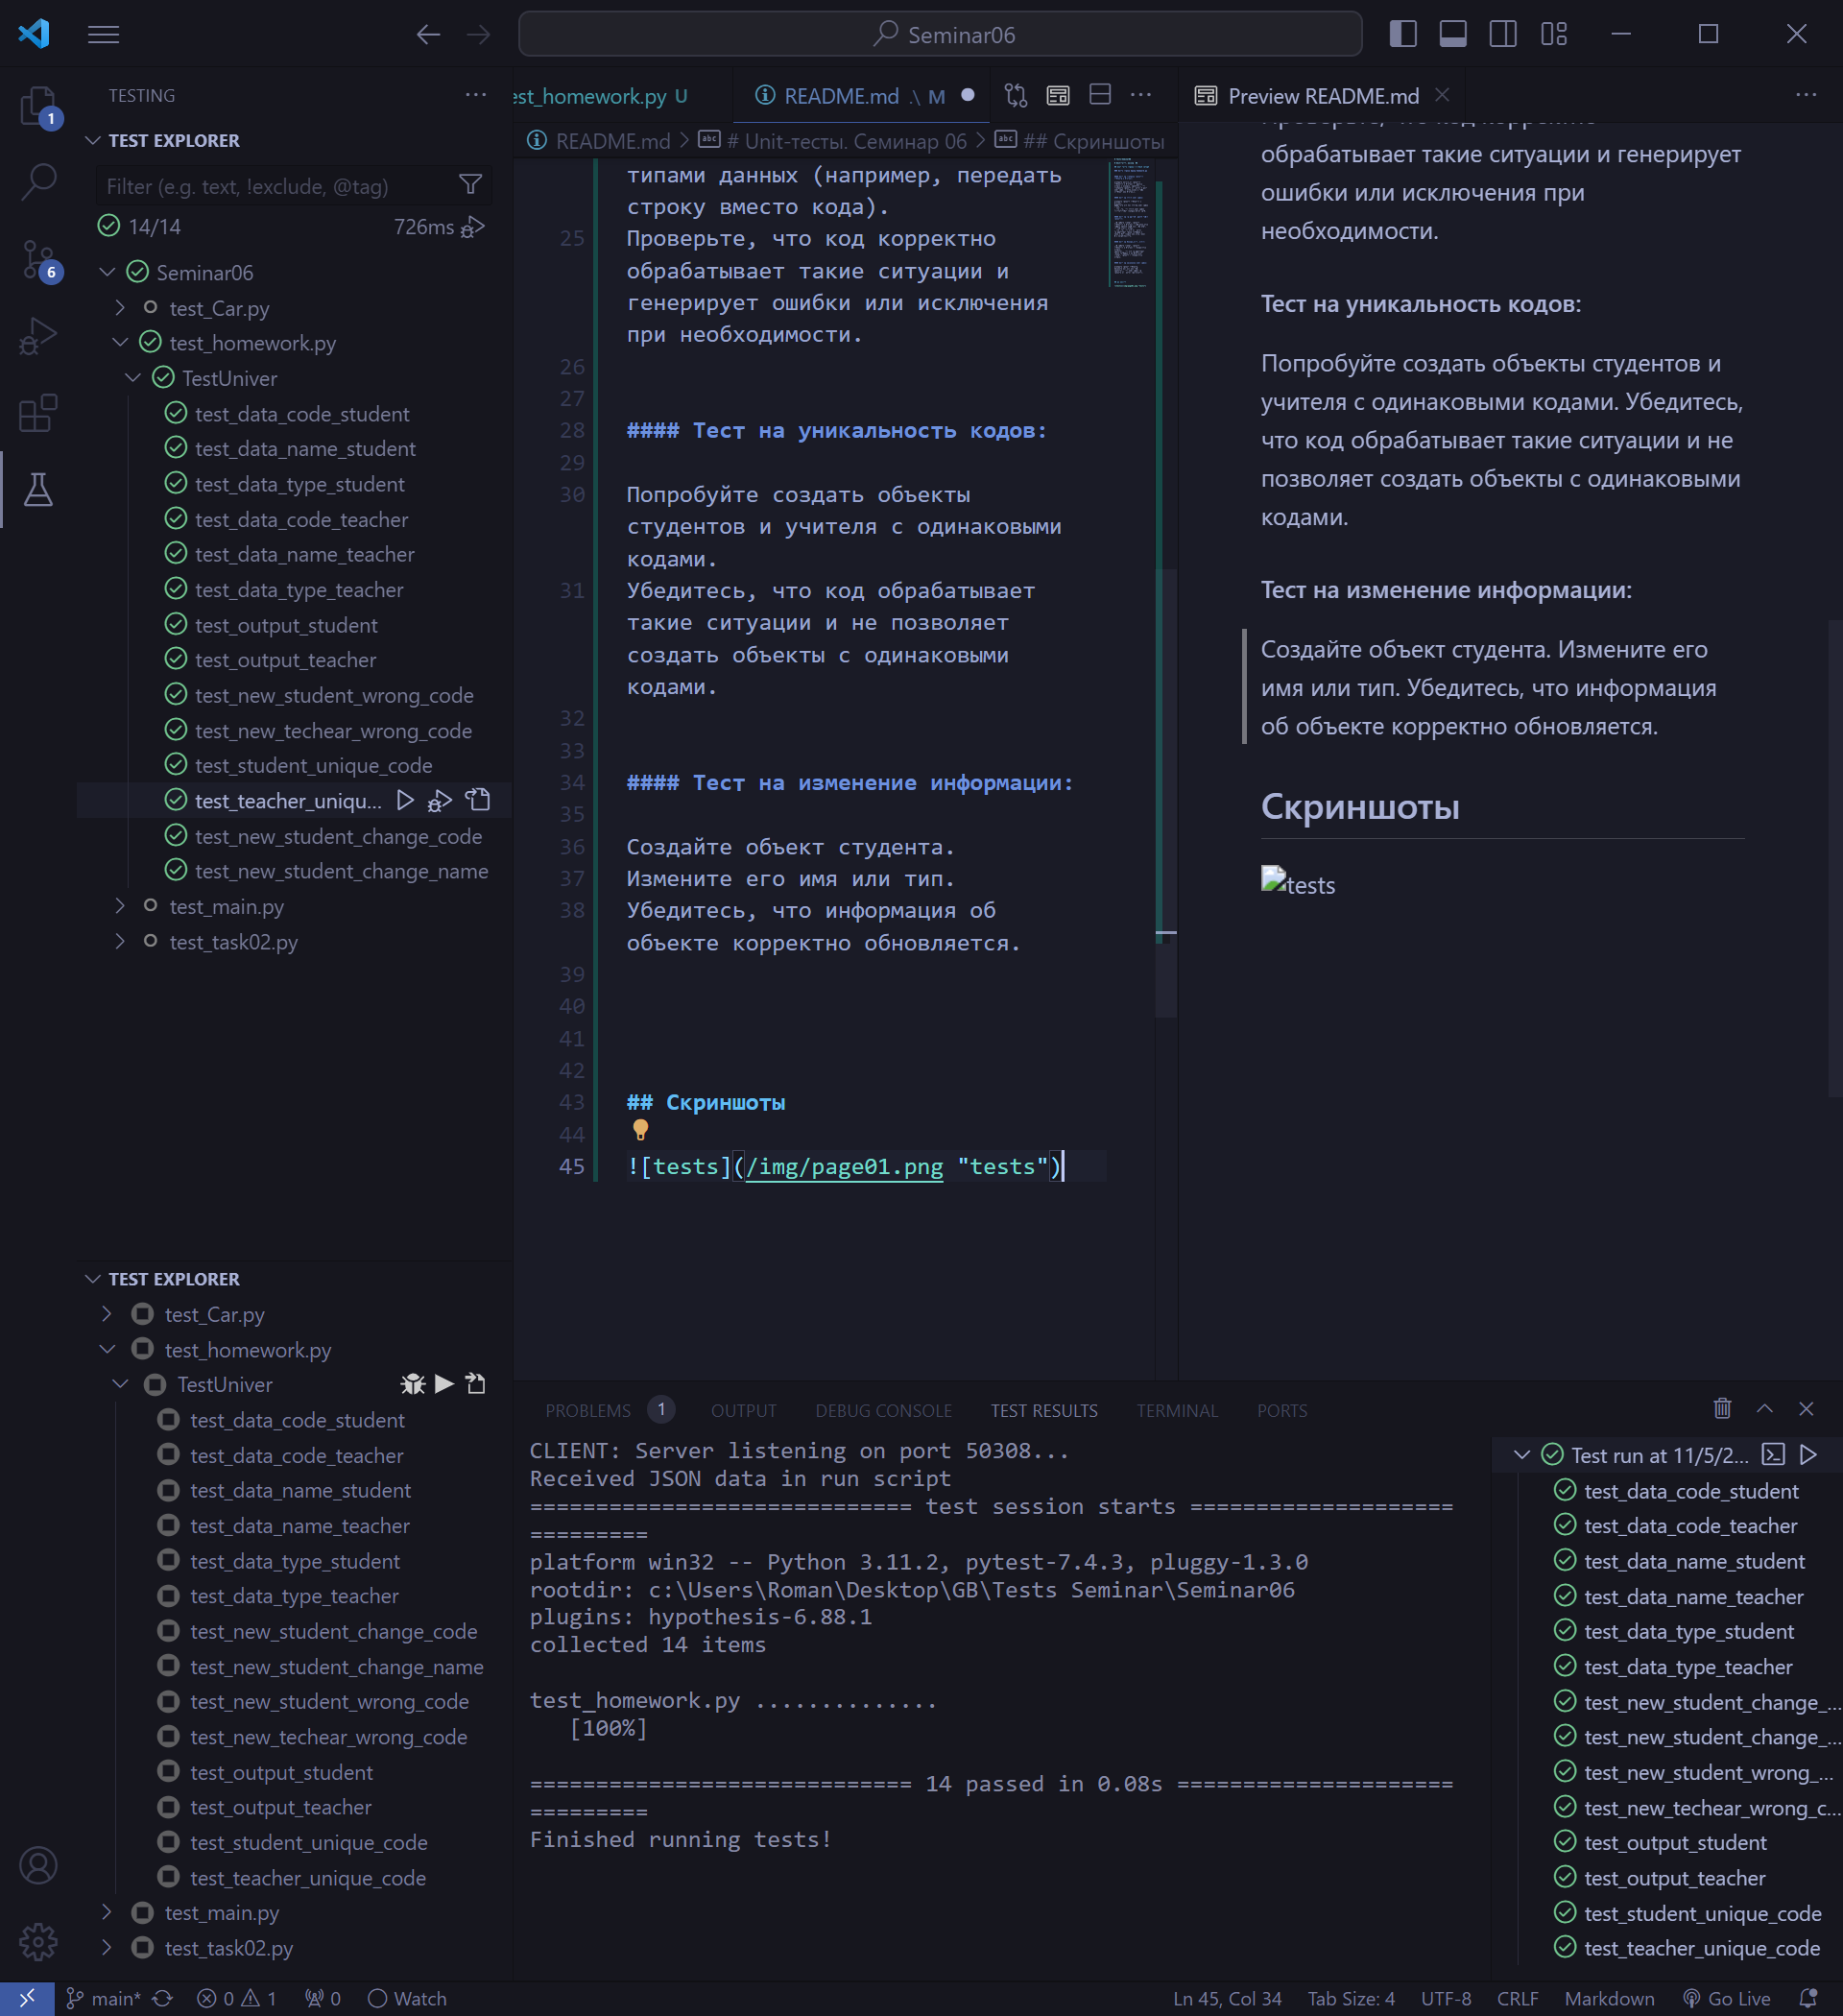 Seminar06
TESTING
TEST EXPLORER
Filter (e.g. text, !exclude, @tag)
14/14 726ms
Seminar06
test_Car.py
test_homework.py
TestUniver
test_data_code_student
test_data_name_student
test_data_type_student
test_data_code_teacher
test_data_name_teacher
test_data_type_teacher
test_output_student
test_output_teacher
test_new_student_wrong_code
test_new_techear_wrong_code
test_student_unique_code
test_teacher_uniqu...
test_new_student_change_code
test_new_student_change_name
test_main.py
test_task02.py
TEST EXPLORER
test_Car.py
test_homework.py
TestUniver
test_data_code_student
test_data_code_teacher
test_data_name_student
test_data_name_teacher
test_data_type_student
test_data_type_teacher
test_new_student_change_code
test_new_student_change_name
test_new_student_wrong_code
test_new_techear_wrong_code
test_output_student
test_output_teacher
test_student_unique_code
test_teacher_unique_code
test_main.py
test_task02.py
1
6
est_homework.py U
README.md .\ M
README.md > # Unit-тесты. Семинар 06 > ## Скриншоты
типами данных (например, передать
строку вместо кода).
25 Проверьте, что код корректно
обрабатывает такие ситуации и
генерирует ошибки или исключения
при необходимости.
26
27
28 #### Тест на уникальность кодов:
29
30 Попробуйте создать объекты
студентов и учителя с одинаковыми
кодами.
31 Убедитесь, что код обрабатывает
такие ситуации и не позволяет
создать объекты с одинаковыми
кодами.
32
33
34 #### Тест на изменение информации:
35
36 Создайте объект студента.
37 Измените его имя или тип.
38 Убедитесь, что информация об
объекте корректно обновляется.
39
40
41
42
43 ## Скриншоты
44
45 ![tests](/img/page01.png "tests")
Preview README.md
обрабатывает такие ситуации и генерирует
ошибки или исключения при
необходимости.
Тест на уникальность кодов:
Попробуйте создать объекты студентов и
учителя с одинаковыми кодами. Убедитесь,
что код обрабатывает такие ситуации и не
позволяет создать объекты с одинаковыми
кодами.
Тест на изменение информации:
Создайте объект студента. Измените его
имя или тип. Убедитесь, что информация
об объекте корректно обновляется.
Скриншоты
tests
PROBLEMS 1 OUTPUT DEBUG CONSOLE TEST RESULTS TERMINAL PORTS
CLIENT: Server listening on port 50308...
Received JSON data in run script
============================= test session starts ====================
=========
platform win32 -- Python 3.11.2, pytest-7.4.3, pluggy-1.3.0
rootdir: c:\Users\Roman\Desktop\GB\Tests Seminar\Seminar06
plugins: hypothesis-6.88.1
collected 14 items
test_homework.py ..............
[100%]
============================= 14 passed in 0.08s =====================
=========
Finished running tests!
Test run at 11/5/2...
test_data_code_student
test_data_code_teacher
test_data_name_student
test_data_name_teacher
test_data_type_student
test_data_type_teacher
test_new_student_change_...
test_new_student_change_...
test_new_student_wrong_...
test_new_techear_wrong_c...
test_output_student
test_output_teacher
test_student_unique_code
test_teacher_unique_code
main* 0 1 0 Watch Ln 45, Col 34 Tab Size: 4 UTF-8 CRLF Markdown Go Live